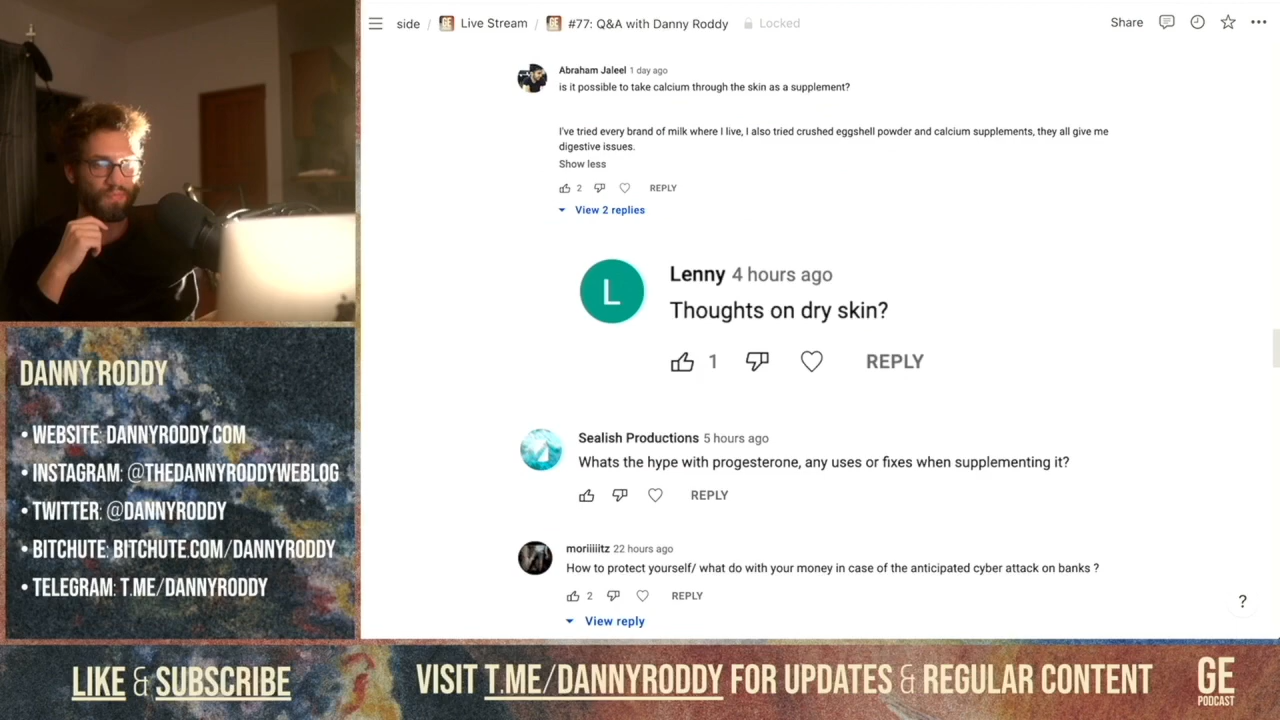 side / Live Stream / #77: Q&A with Danny Roddy Locked
Share
Abraham Jaleel 1 day ago
is it possible to take calcium through the skin as a supplement?
I've tried every brand of milk where I live, I also tried crushed eggshell powder and calcium supplements, they all give me
digestive issues.
Show less
2 REPLY
View 2 replies
L
Lenny 4 hours ago
Thoughts on dry skin?
1 REPLY
Sealish Productions 5 hours ago
Whats the hype with progesterone, any uses or fixes when supplementing it?
REPLY
moriiiiitz 22 hours ago
How to protect yourself/ what do with your money in case of the anticipated cyber attack on banks ?
2 REPLY
View reply
?
DANNY RODDY
• WEBSITE: DANNYRODDY.COM
• INSTAGRAM: @THEDANNYRODDYWEBLOG
• TWITTER: @DANNYRODDY
• BITCHUTE: BITCHUTE.COM/DANNYRODDY
• TELEGRAM: T.ME/DANNYRODDY
LIKE & SUBSCRIBE
VISIT T.ME/DANNYRODDY FOR UPDATES & REGULAR CONTENT
GE
PODCAST